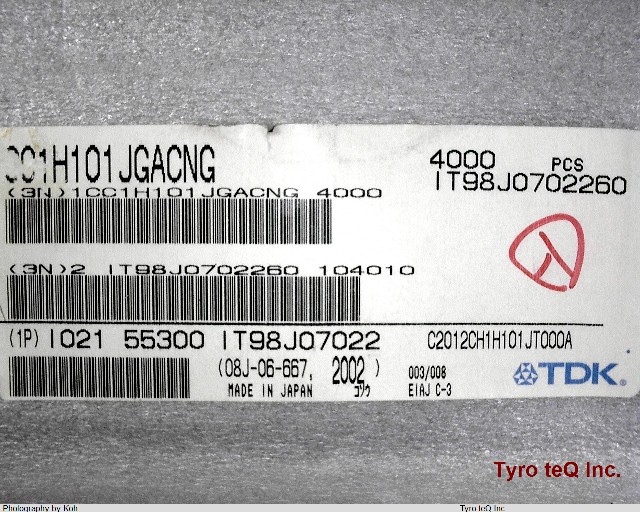 CC1H101JGACNG
4000 PCS
IT98J0702260
(3N)1CC1H101JGACNG 4000
(3N)2 IT98J0702260 104010
(1P) I021 55300 IT98J07022
C2012CH1H101JT000A
(08J-06-667, 2002 )
003/008
TDK
MADE IN JAPAN
EIAJ C-3
Tyro teQ Inc.
Photography by Koh
Tyro teQ Inc